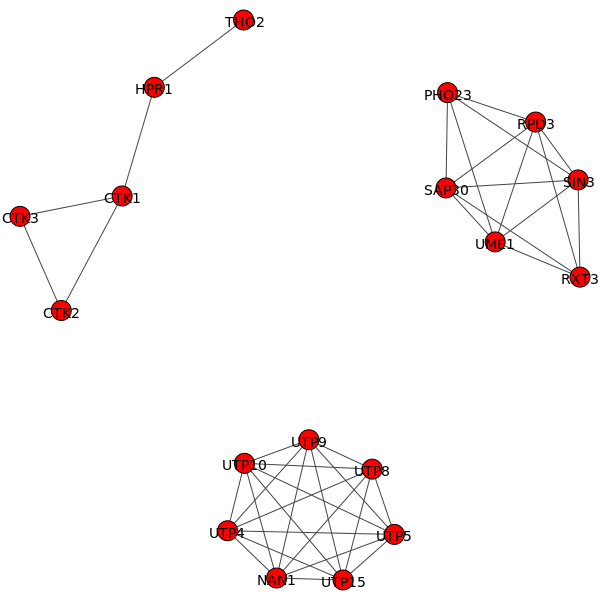 THO2
HPR1
PHO23
RPD3
SIN3
SAP30
CTK1
CTK3
UME1
RXT3
CTK2
UTP9
UTP10
UTP8
UTP4
UTP5
NAN1
UTP15